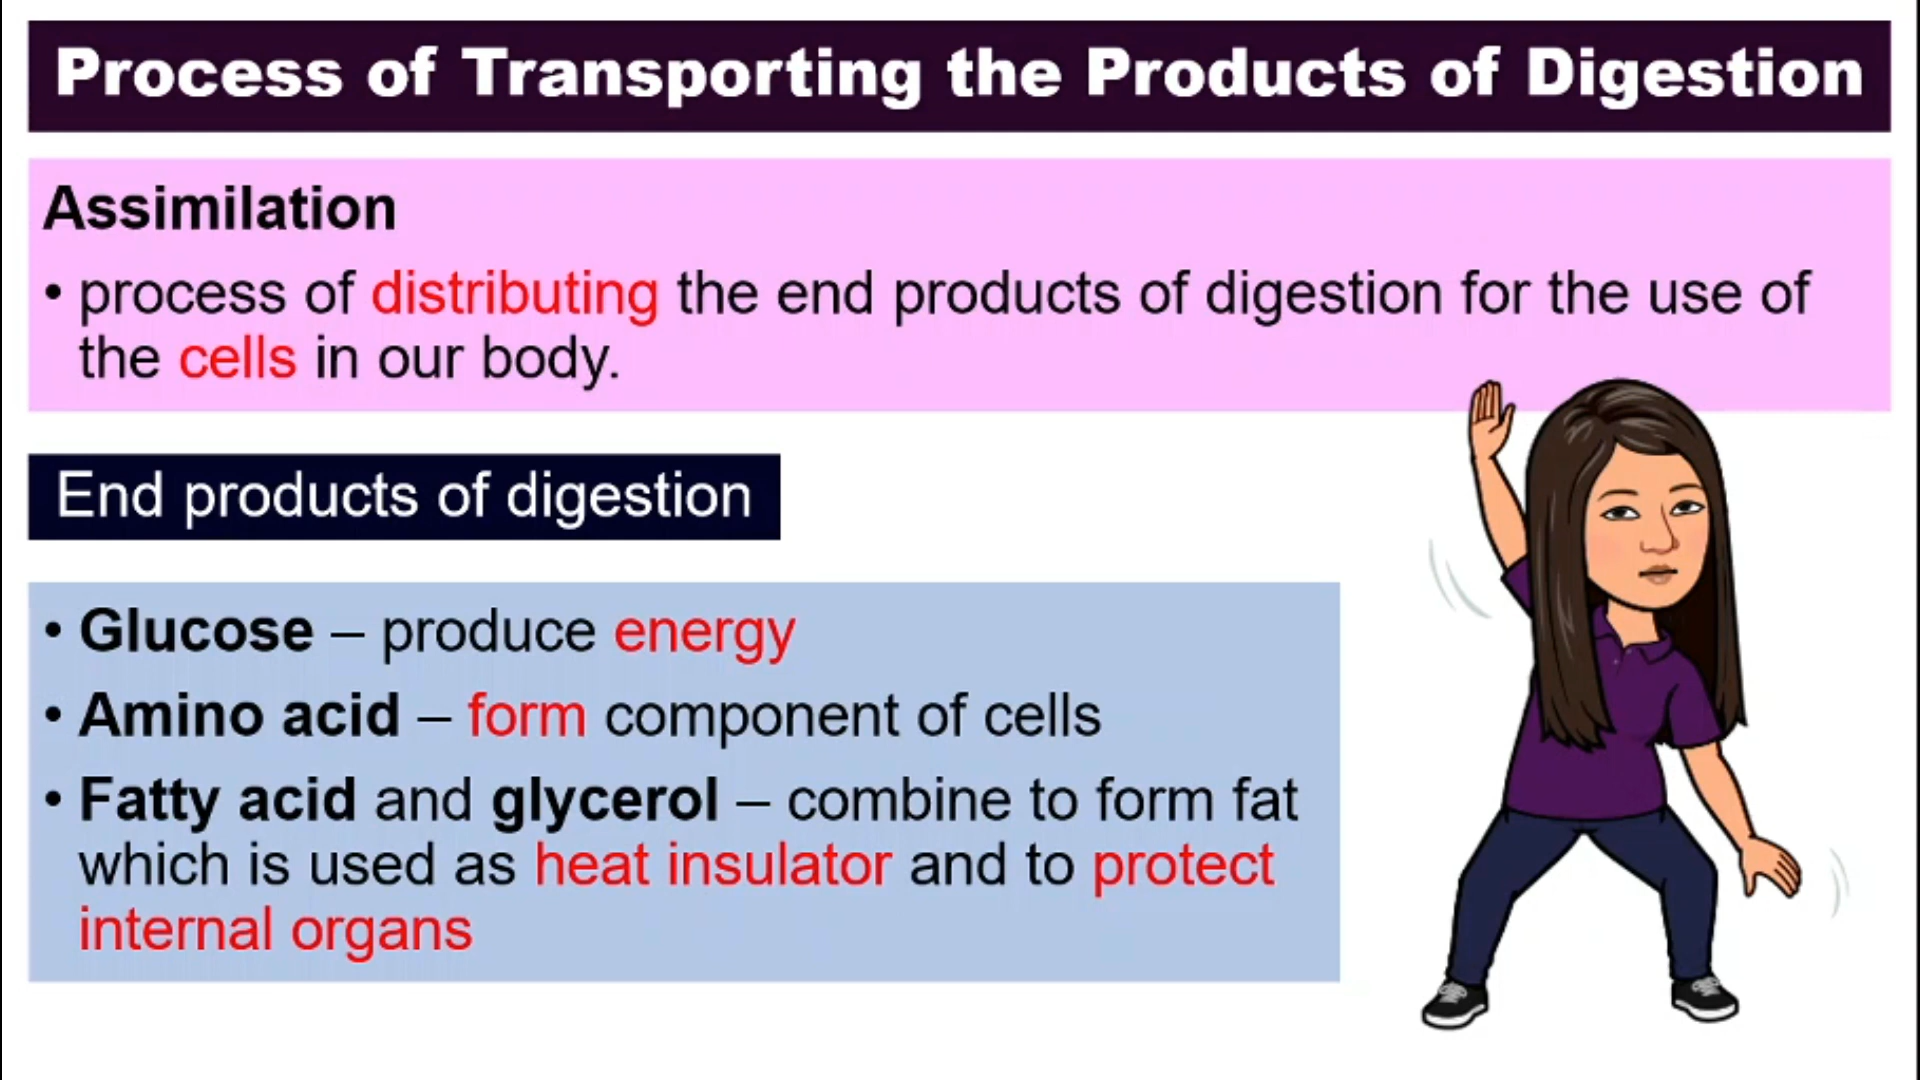 Process of Transporting the Products of Digestion
Assimilation
• process of distributing the end products of digestion for the use of
the cells in our body.
End products of digestion
• Glucose – produce energy
• Amino acid – form component of cells
• Fatty acid and glycerol – combine to form fat
which is used as heat insulator and to protect
internal organs